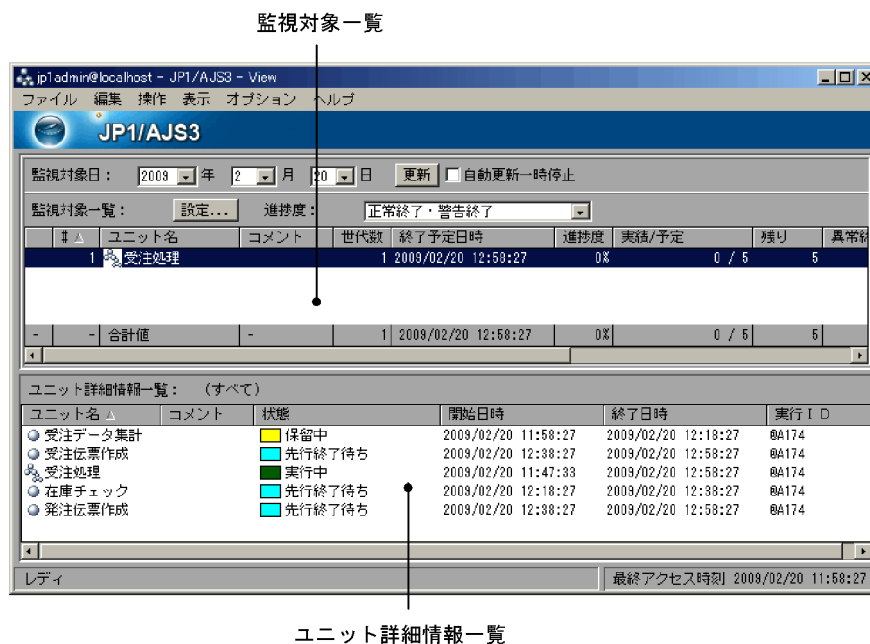 監視対象一覧
jp1admin@localhost - JP1/AJS3 - View
ファイル 編集 操作 表示 オプション ヘルプ
JP1/AJS3
監視対象日： 2009 年 2 月 20 日 更新 自動更新一時停止
監視対象一覧： 設定... 進捗度： 正常終了・警告終了
# ユニット名 コメント 世代数 終了予定日時 進捗度 実績/予定 残り 異常終
1 受注処理 1 2009/02/20 12:58:27 0% 0 / 5 5
- - 合計値 - 1 2009/02/20 12:58:27 0% 0 / 5 5
ユニット詳細情報一覧： (すべて)
ユニット名 コメント 状態 開始日時 終了日時 実行ＩＤ
受注データ集計 保留中 2009/02/20 11:58:27 2009/02/20 12:18:27 @A174
受注伝票作成 先行終了待ち 2009/02/20 12:38:27 2009/02/20 12:58:27 @A174
受注処理 実行中 2009/02/20 11:47:33 2009/02/20 12:58:27 @A174
在庫チェック 先行終了待ち 2009/02/20 12:18:27 2009/02/20 12:38:27 @A174
発注伝票作成 先行終了待ち 2009/02/20 12:38:27 2009/02/20 12:58:27 @A174
レディ 最終アクセス時刻 2009/02/20 11:58:27
ユニット詳細情報一覧